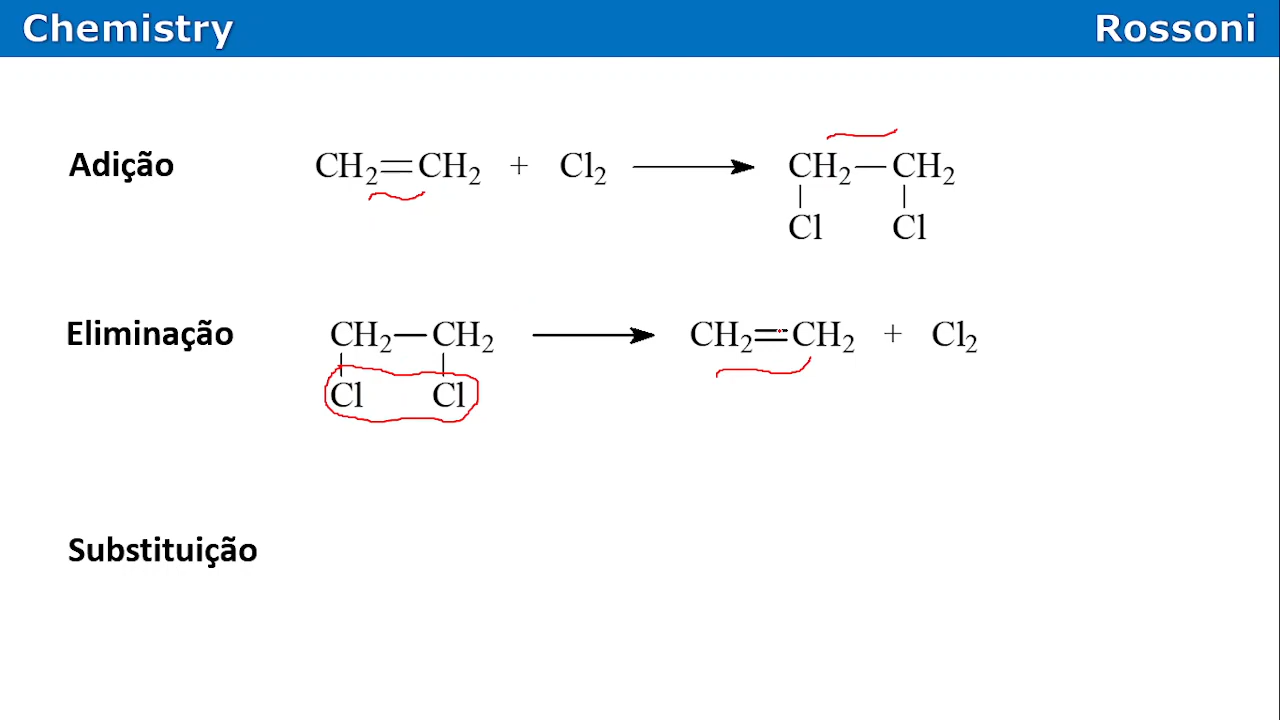 Chemistry Rossoni
Adição CH₂=CH₂ + Cl₂ ⟶ CH₂—CH₂
Cl Cl
Eliminação CH₂—CH₂ ⟶ CH₂=CH₂ + Cl₂
Cl Cl
Substituição